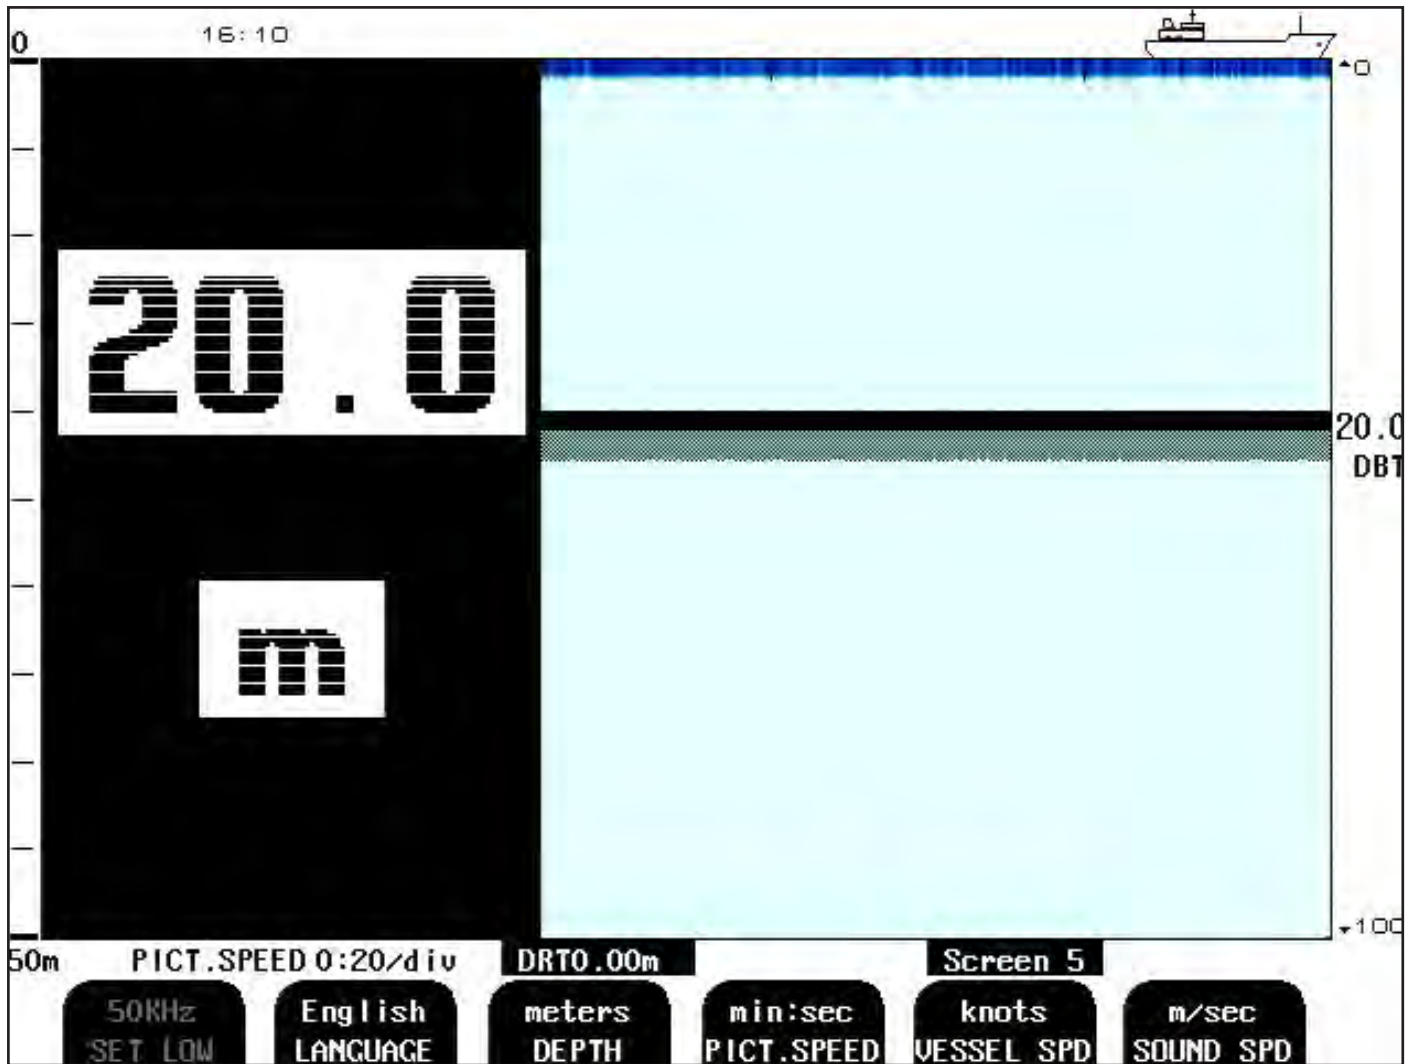 0
16:10
0
20.0
20.0
DBT
m
100
50m
PICT.SPEED 0:20/div
DRT0.00m
Screen 5
50KHz
SET LOW
English
LANGUAGE
meters
DEPTH
min:sec
PICT.SPEED
knots
VESSEL SPD
m/sec
SOUND SPD